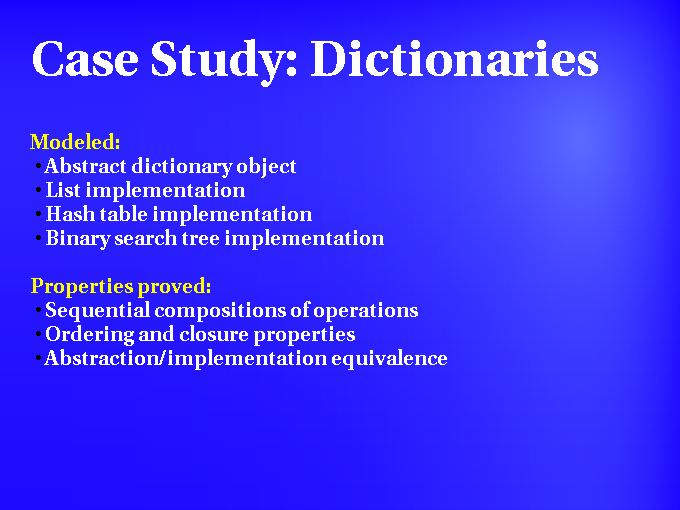 Case Study: Dictionaries
Modeled:
•Abstract dictionary object
•List implementation
•Hash table implementation
•Binary search tree implementation
Properties proved:
•Sequential compositions of operations
•Ordering and closure properties
•Abstraction/implementation equivalence